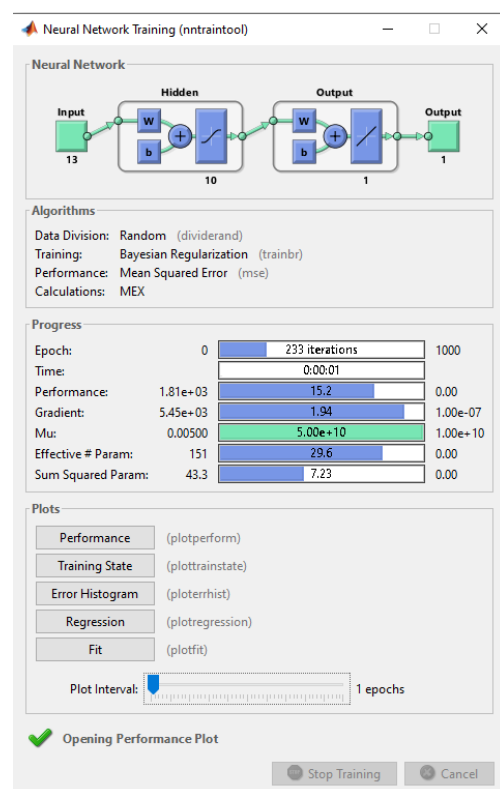 Neural Network Training (nntraintool)
Neural Network
Hidden Output
Input Output
W W
+ +
b b
13 1
10 1
Algorithms
Data Division: Random (dividerand)
Training: Bayesian Regularization (trainbr)
Performance: Mean Squared Error (mse)
Calculations: MEX
Progress
Epoch: 0 233 iterations 1000
Time: 0:00:01
Performance: 1.81e+03 15.2 0.00
Gradient: 5.45e+03 1.94 1.00e-07
Mu: 0.00500 5.00e+10 1.00e+10
Effective # Param: 151 29.6 0.00
Sum Squared Param: 43.3 7.23 0.00
Plots
Performance (plotperform)
Training State (plottrainstate)
Error Histogram (ploterrhist)
Regression (plotregression)
Fit (plotfit)
Plot Interval: 1 epochs
Opening Performance Plot
Stop Training Cancel